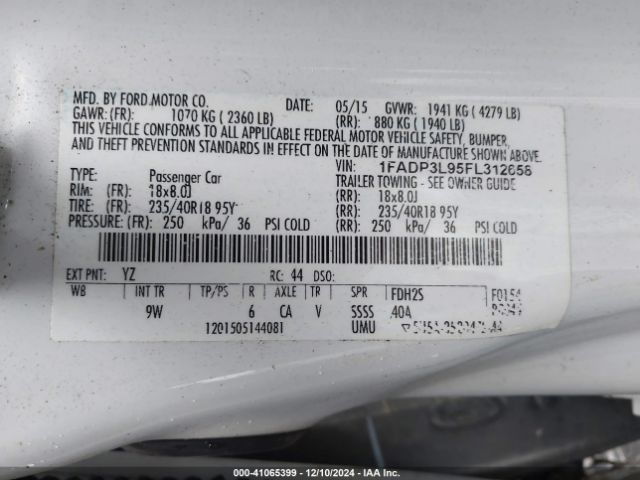 MFD. BY FORD MOTOR CO. DATE: 05/15 GVWR: 1941 KG ( 4279 LB)
GAWR: (FR): 1070 KG ( 2360 LB) (RR): 880 KG ( 1940 LB)
THIS VEHICLE CONFORMS TO ALL APPLICABLE FEDERAL MOTOR VEHICLE SAFETY, BUMPER,
AND THEFT PREVENTION STANDARDS IN EFFECT ON THE DATE OF MANUFACTURE SHOWN ABOVE.
VIN: 1FADP3L95FL312658
TYPE: Passenger Car TRAILER TOWING - SEE OWNER GUIDE
RIM: (FR): 18x8.0J (RR): 18x8.0J
TIRE: (FR): 235/40R18 95Y (RR): 235/40R18 95Y
PRESSURE: (FR): 250 kPa/ 36 PSI COLD (RR): 250 kPa/ 36 PSI COLD
EXT PNT: YZ RC: 44 DSO:
WB INT TR TP/PS R AXLE TR SPR FDH2S F0154
9W 6 CA V SSSS 40A
1201505144081 UMU
000-41065399 - 12/10/2024 - IAA Inc.